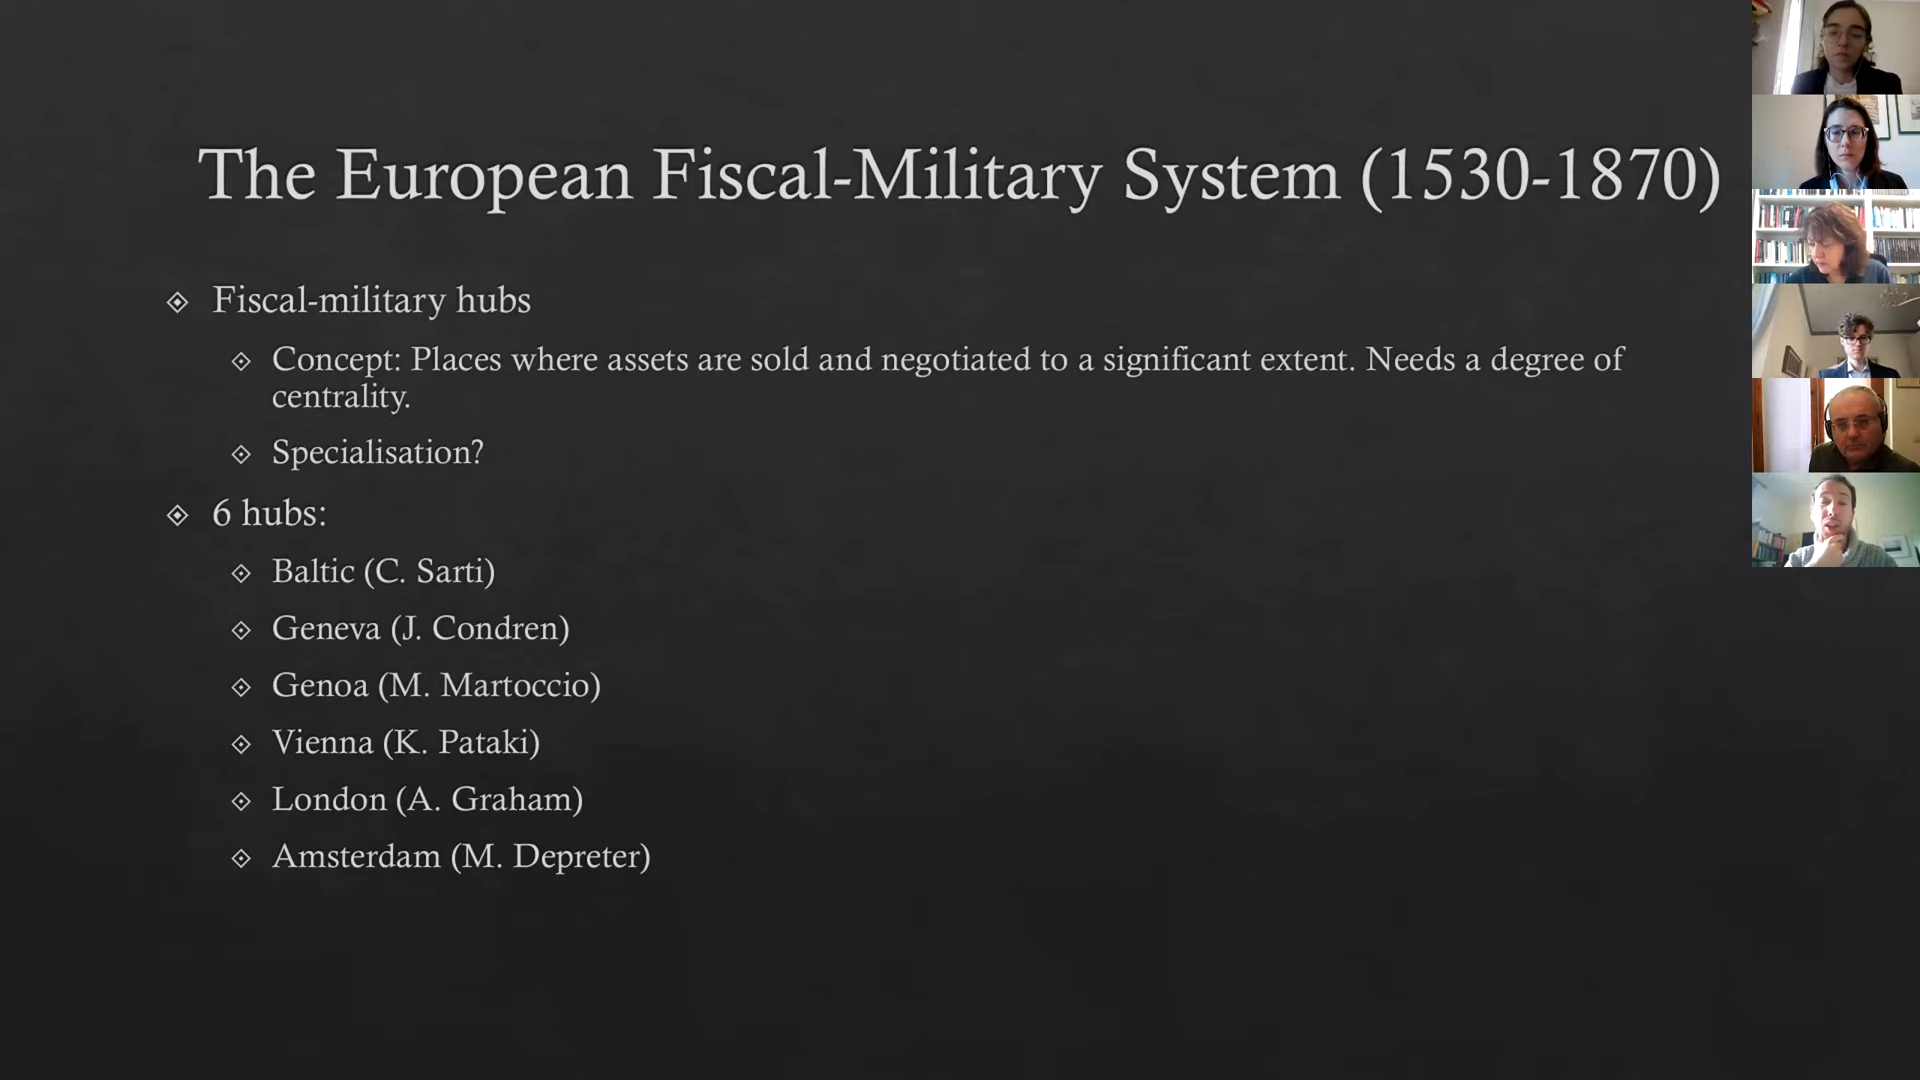 The European Fiscal-Military System (1530-1870)
Fiscal-military hubs
Concept: Places where assets are sold and negotiated to a significant extent. Needs a degree of
centrality.
Specialisation?
6 hubs:
Baltic (C. Sarti)
Geneva (J. Condren)
Genoa (M. Martoccio)
Vienna (K. Pataki)
London (A. Graham)
Amsterdam (M. Depreter)